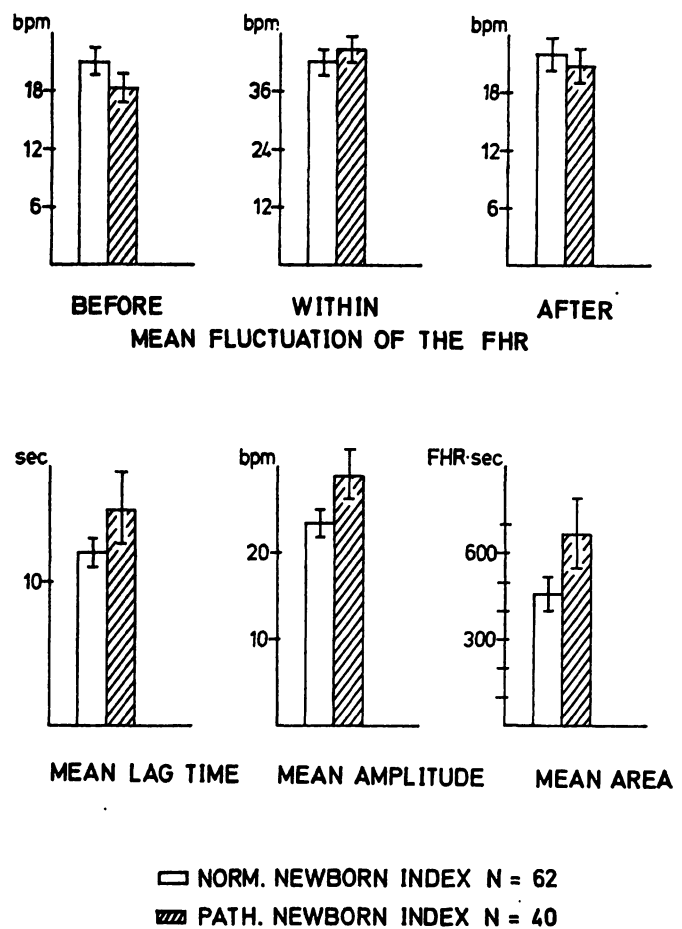 bpm bpm. bpm
18 36 18
12 24 12
6 12 6
BEFORE WITHIN AFTER
MEAN FLUCTUATION OF THE FHR
sec bpm FHR·sec
20 600
10 10 300
MEAN LAG TIME MEAN AMPLITUDE MEAN AREA
NORM. NEWBORN INDEX N = 62
PATH. NEWBORN INDEX N = 40